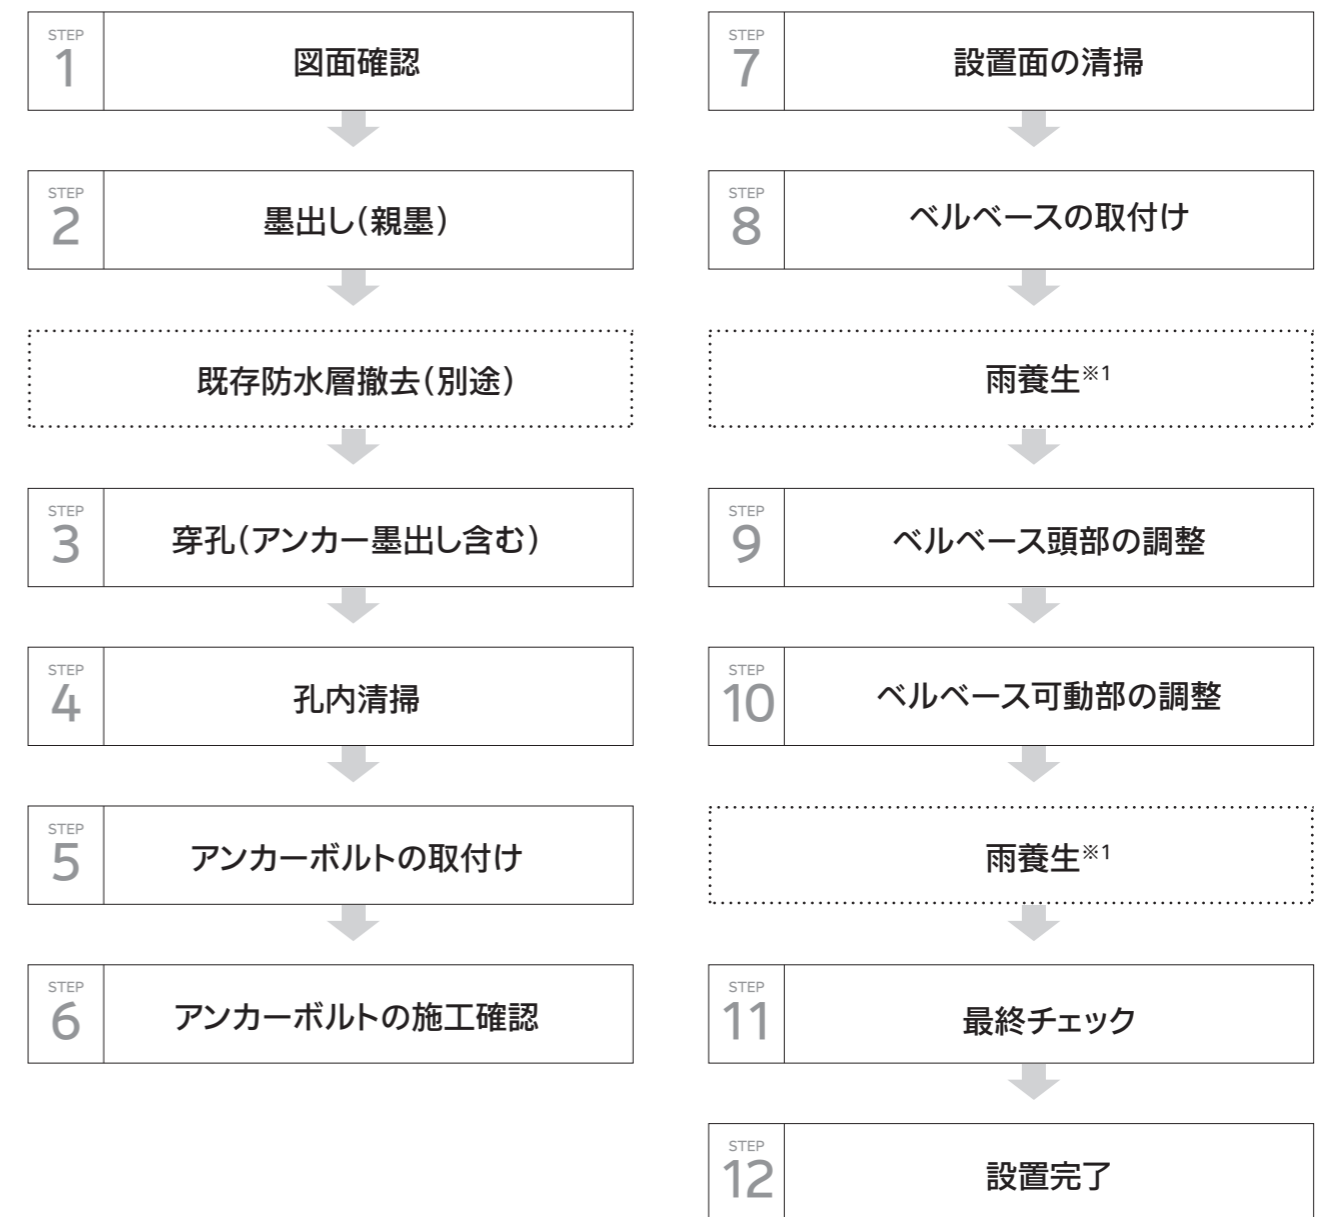 STEP
1
図面確認
STEP
2
墨出し(親墨)
既存防水層撤去(別途)
STEP
3
穿孔(アンカー墨出し含む)
STEP
4
孔内清掃
STEP
5
アンカーボルトの取付け
STEP
6
アンカーボルトの施工確認
STEP
7
設置面の清掃
STEP
8
ベルベースの取付け
雨養生※1
STEP
9
ベルベース頭部の調整
STEP
10
ベルベース可動部の調整
雨養生※1
STEP
11
最終チェック
STEP
12
設置完了